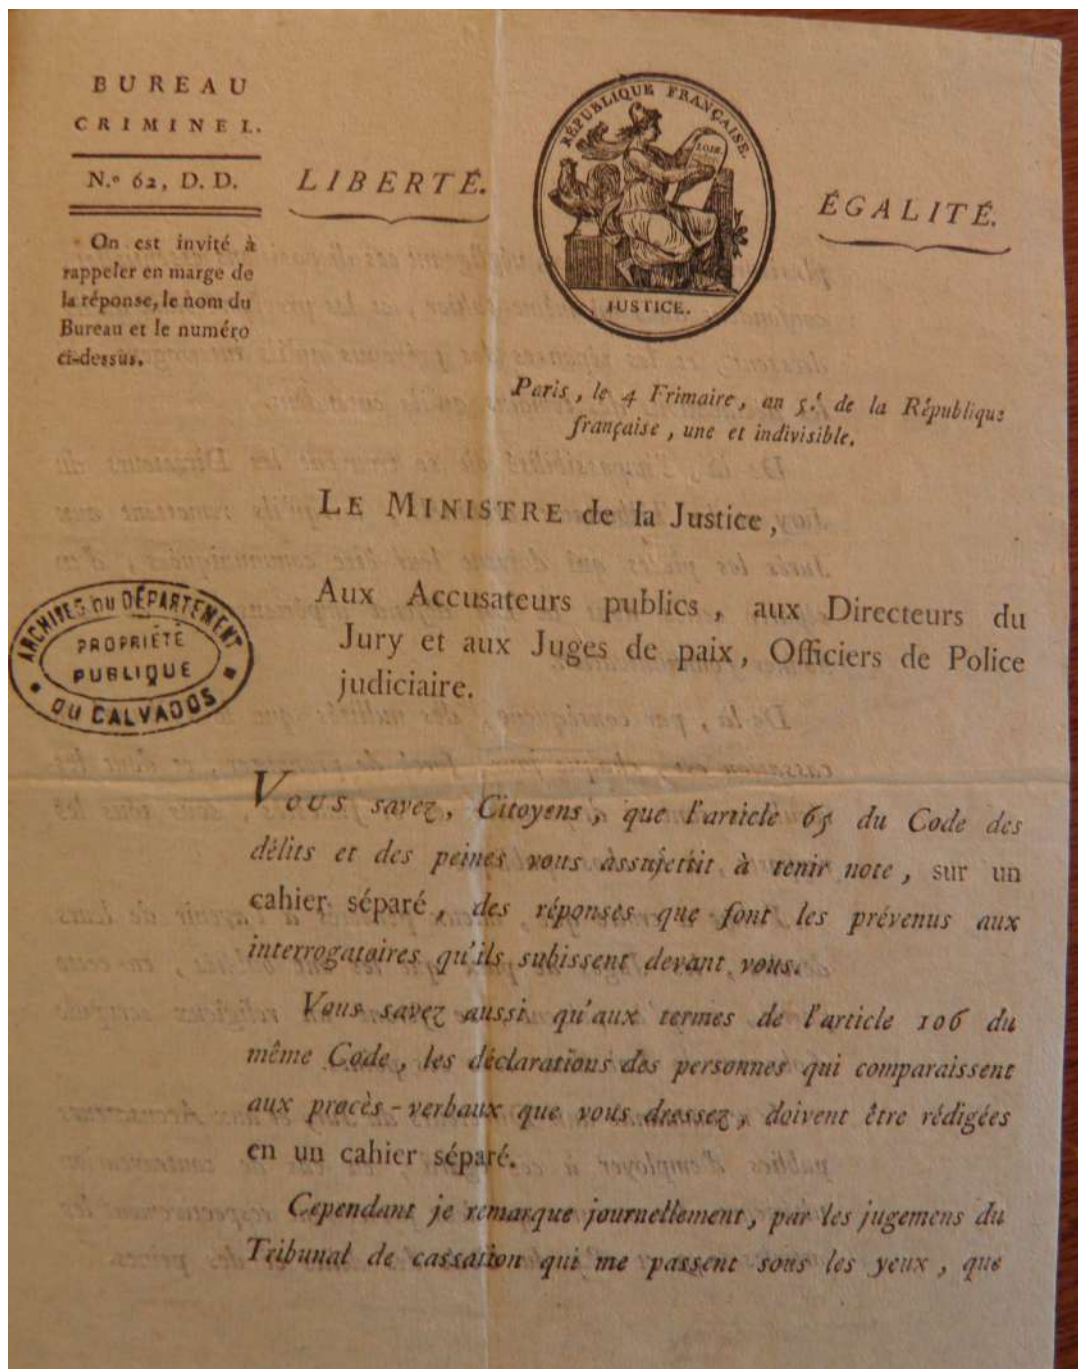 BUREAU
CRIMINEL.
N.º 62, D. D.
On est invité à
rappeler en marge de
la réponse, le nom du
Bureau et le numéro
ci-dessus.
LIBERTÉ.
RÉPUBLIQUE FRANÇAISE.
LOIS
JUSTICE.
ÉGALITÉ.
Paris, le 4 Frimaire, an 5.e de la République
française, une et indivisible.
LE MINISTRE de la Justice,
Aux Accusateurs publics, aux Directeurs du
Jury et aux Juges de paix, Officiers de Police
judiciaire.
ARCHIVES DU DÉPARTEMENT
PROPRIÉTÉ
PUBLIQUE
DU CALVADOS
Vous savez, Citoyens, que l'article 65 du Code des
délits et des peines vous assujettit à tenir note, sur un
cahier séparé, des réponses que font les prévenus aux
interrogatoires qu'ils subissent devant vous.
Vous savez aussi qu'aux termes de l'article 106 du
même Code, les déclarations des personnes qui comparaissent
aux procès-verbaux que vous dressez, doivent être rédigées
en un cahier séparé.
Cependant je remarque journellement, par les jugemens du
Tribunal de cassation qui me passent sous les yeux, que